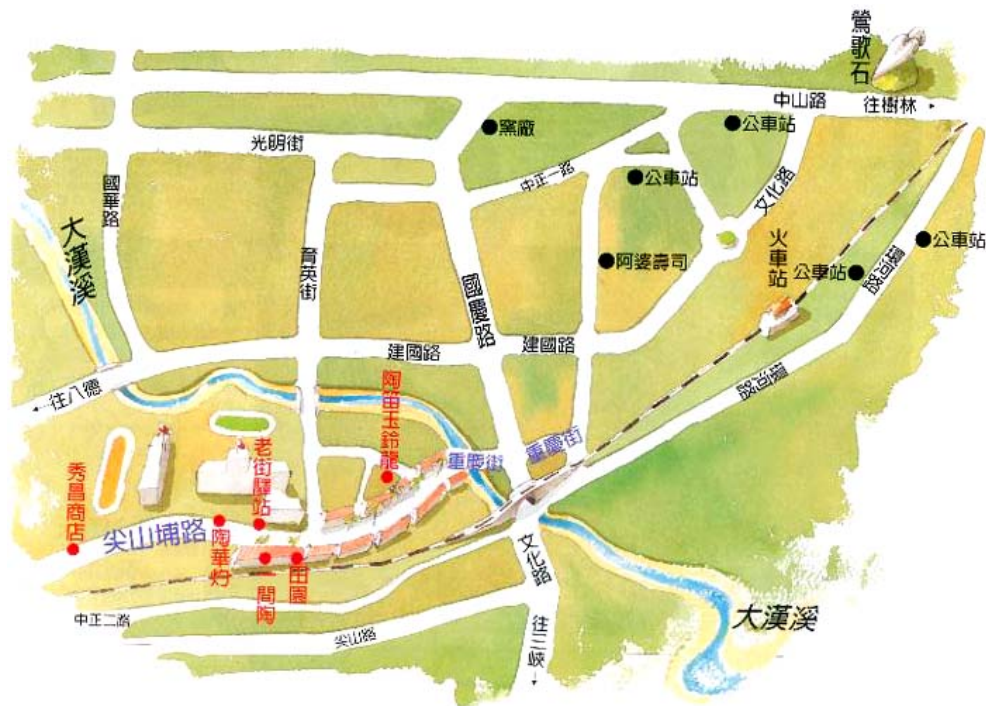 鶯歌石
中山路
往樹林
窯廠
公車站
光明街
中正一路
公車站
國華路
文化路
大漢溪
火車站
公車站
育英街
阿婆壽司
公車站
國慶路
建國路
建國路
往八德
陶笛玉鈴瓏
重慶街
重慶街
老街驛站
秀昌商店
尖山埔路
陶華灼
一間陶
田園
文化路
中正二路
尖山路
往三峽
大漢溪